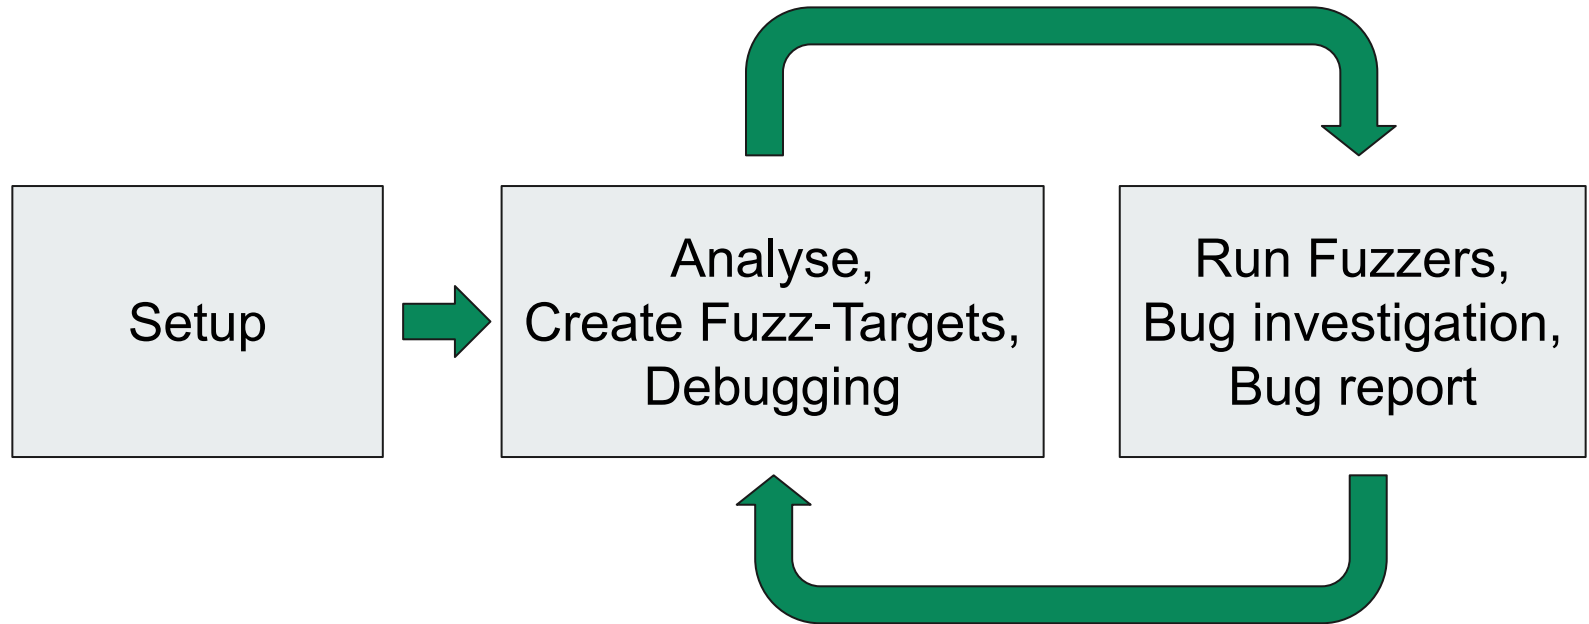 Setup
Analyse,
Create Fuzz-Targets,
Debugging
Run Fuzzers,
Bug investigation,
Bug report